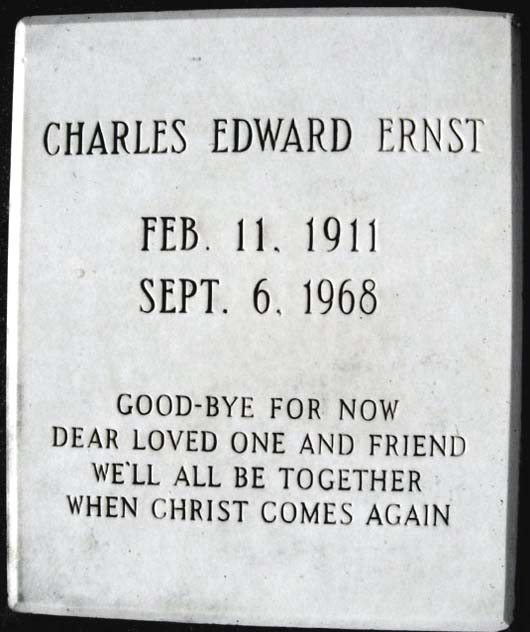 CHARLES EDWARD ERNST
FEB. 11, 1911
SEPT. 6, 1968
GOOD-BYE FOR NOW
DEAR LOVED ONE AND FRIEND
WE'LL ALL BE TOGETHER
WHEN CHRIST COMES AGAIN